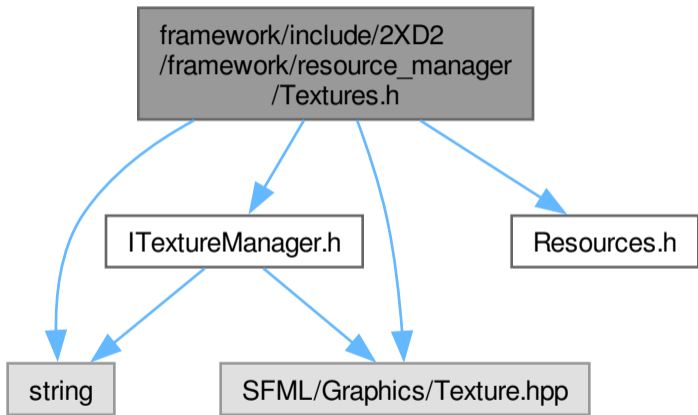 framework/include/2XD2
/framework/resource_manager
/Textures.h
ITextureManager.h
Resources.h
string
SFML/Graphics/Texture.hpp